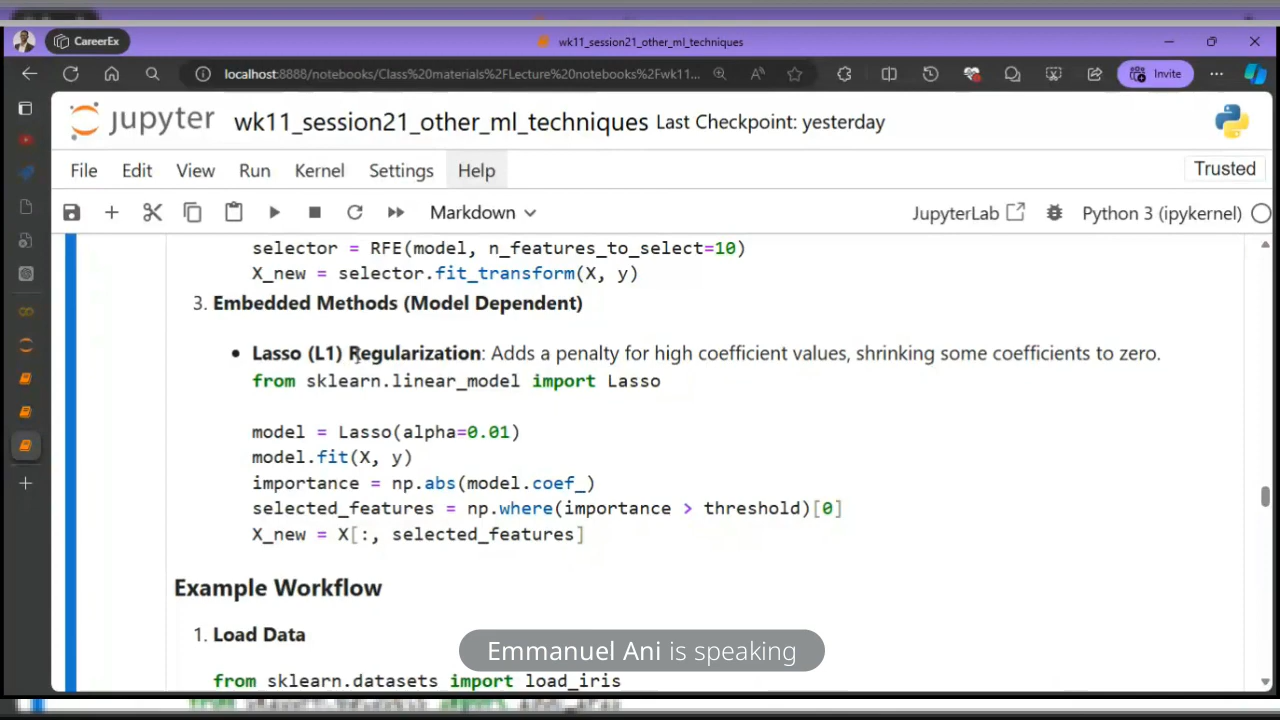 CareerEx
wk11_session21_other_ml_techniques
localhost:8888/notebooks/Class%20materials%2FLecture%20notebooks%2Fwk11...
Invite
jupyter wk11_session21_other_ml_techniques Last Checkpoint: yesterday
File Edit View Run Kernel Settings Help Trusted
Markdown JupyterLab Python 3 (ipykernel)
selector = RFE(model, n_features_to_select=10)
X_new = selector.fit_transform(X, y)
3. Embedded Methods (Model Dependent)
Lasso (L1) Regularization: Adds a penalty for high coefficient values, shrinking some coefficients to zero.
from sklearn.linear_model import Lasso
model = Lasso(alpha=0.01)
model.fit(X, y)
importance = np.abs(model.coef_)
selected_features = np.where(importance > threshold)[0]
X_new = X[:, selected_features]
Example Workflow
1. Load Data
Emmanuel Ani is speaking
from sklearn.datasets import load_iris